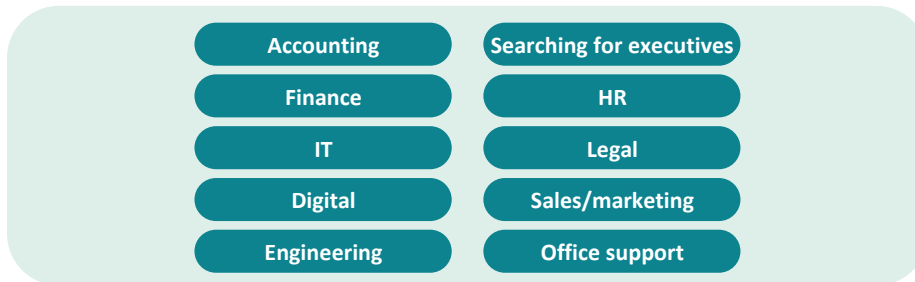 Accounting
Searching for executives
Finance
HR
IT
Legal
Digital
Sales/marketing
Engineering
Office support